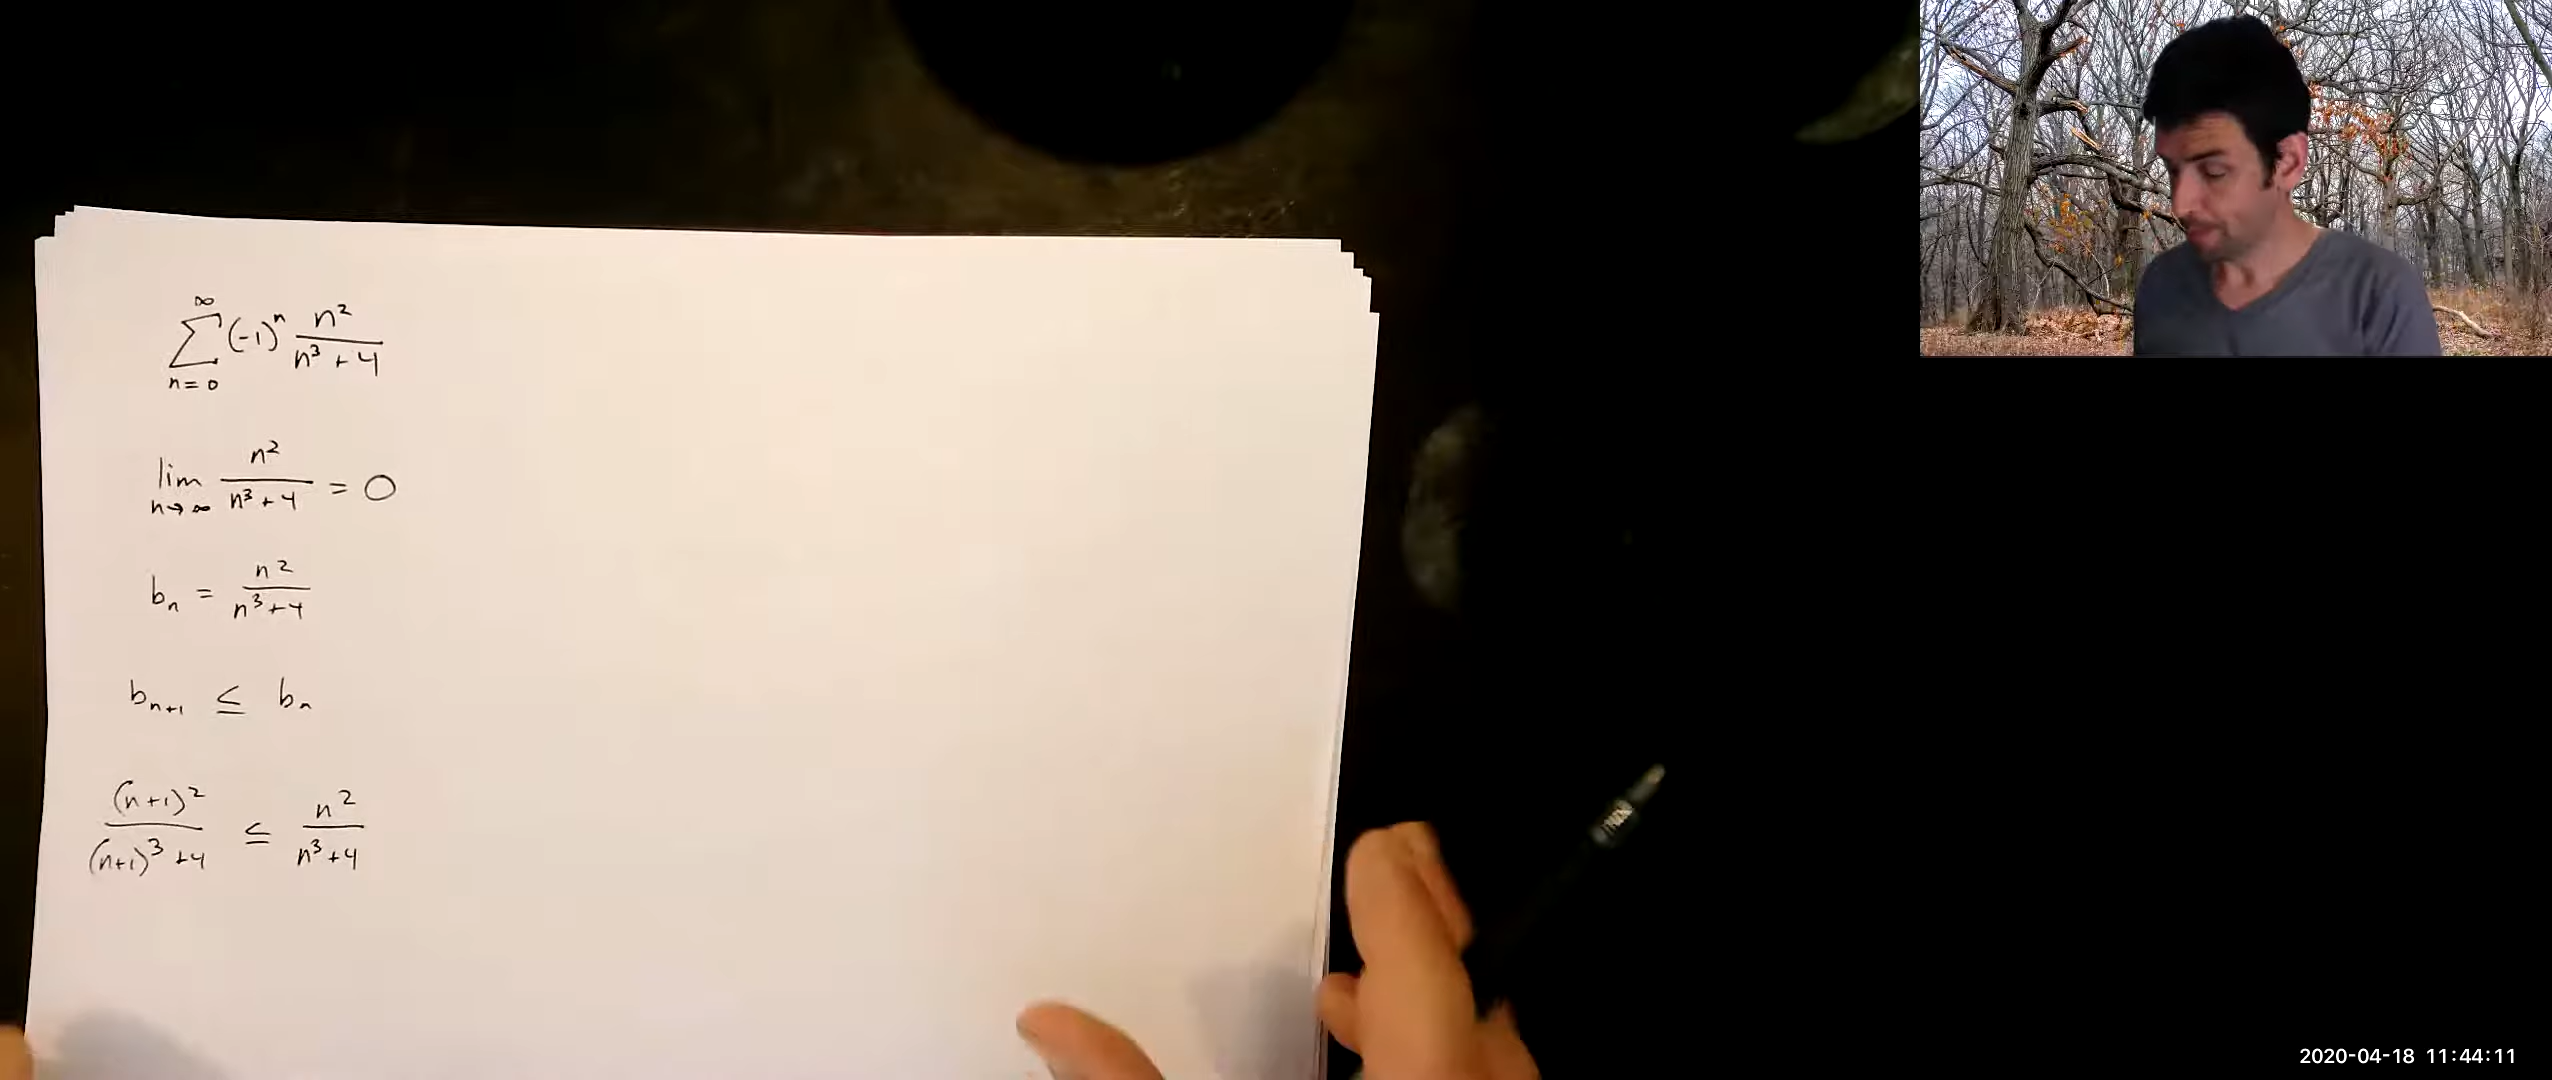 ∞
∑ (-1)^n n^2 / (n^3 + 4)
n = 0
lim n^2 / (n^3 + 4) = 0
n → ∞
b_n = n^2 / (n^3 + 4)
b_{n+1} ≤ b_n
(n+1)^2 / ((n+1)^3 + 4) ≤ n^2 / (n^3 + 4)
2020-04-18 11:44:11